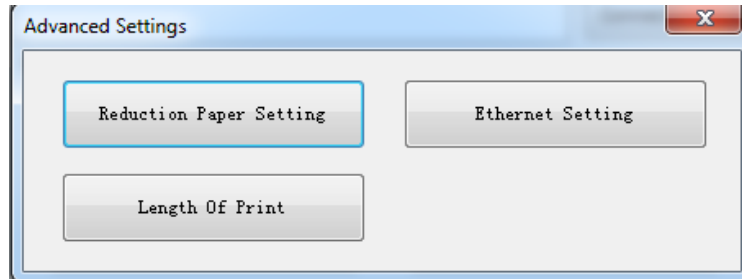 Advanced Settings
Reduction Paper Setting
Ethernet Setting
Length Of Print